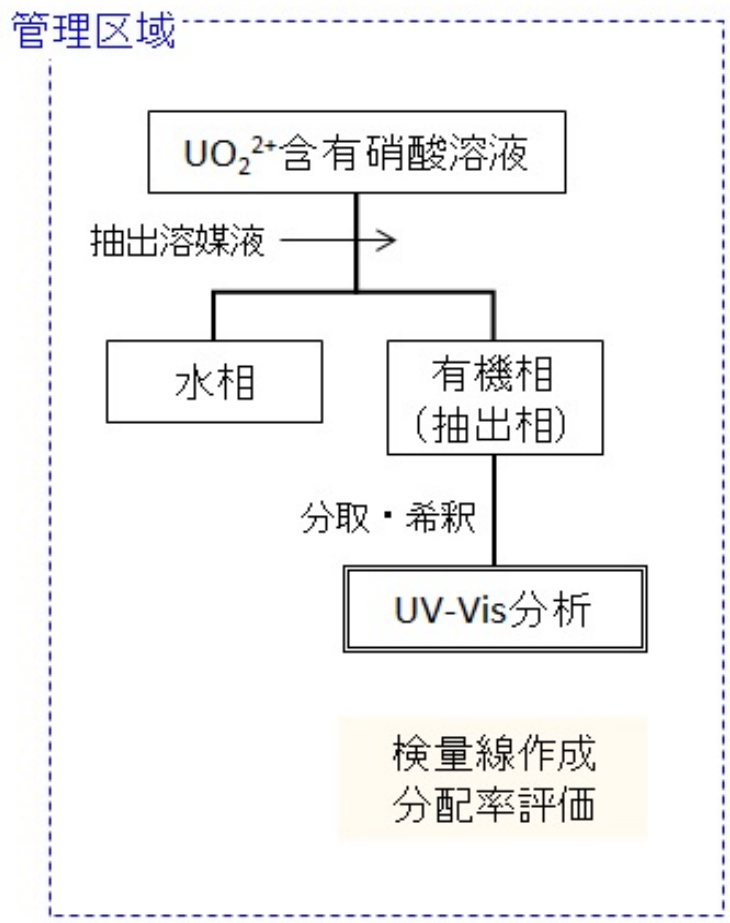 管理区域
UO₂²⁺含有硝酸溶液
抽出溶媒液
水相
有機相
(抽出相)
分取・希釈
UV-Vis分析
検量線作成
分配率評価